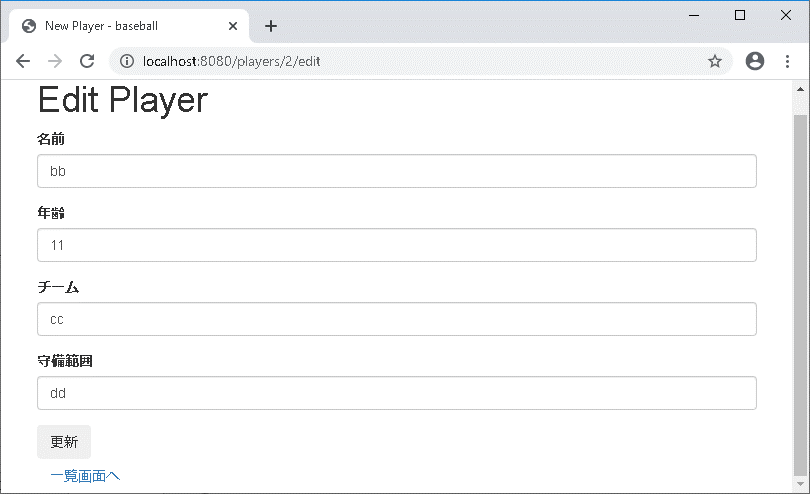 New Player - baseball
localhost:8080/players/2/edit
Edit Player
名前
bb
年齢
11
チーム
cc
守備範囲
dd
更新
一覧画面へ